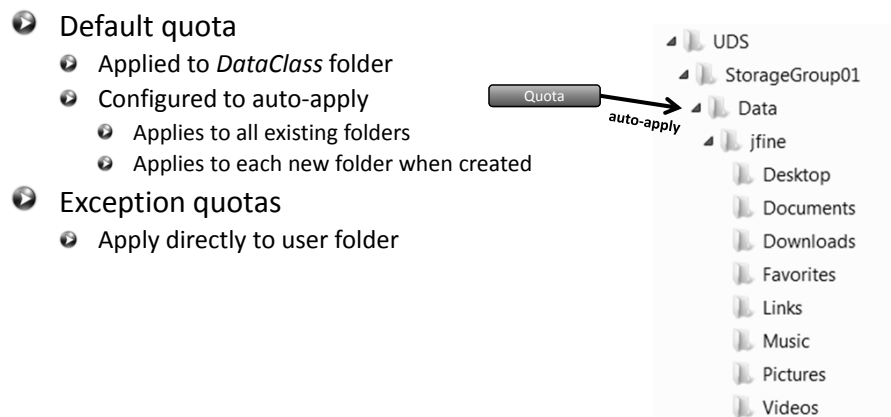 Default quota
Applied to DataClass folder
Configured to auto-apply
Applies to all existing folders
Applies to each new folder when created
Exception quotas
Apply directly to user folder
Quota
auto-apply
UDS
StorageGroup01
Data
jfine
Desktop
Documents
Downloads
Favorites
Links
Music
Pictures
Videos